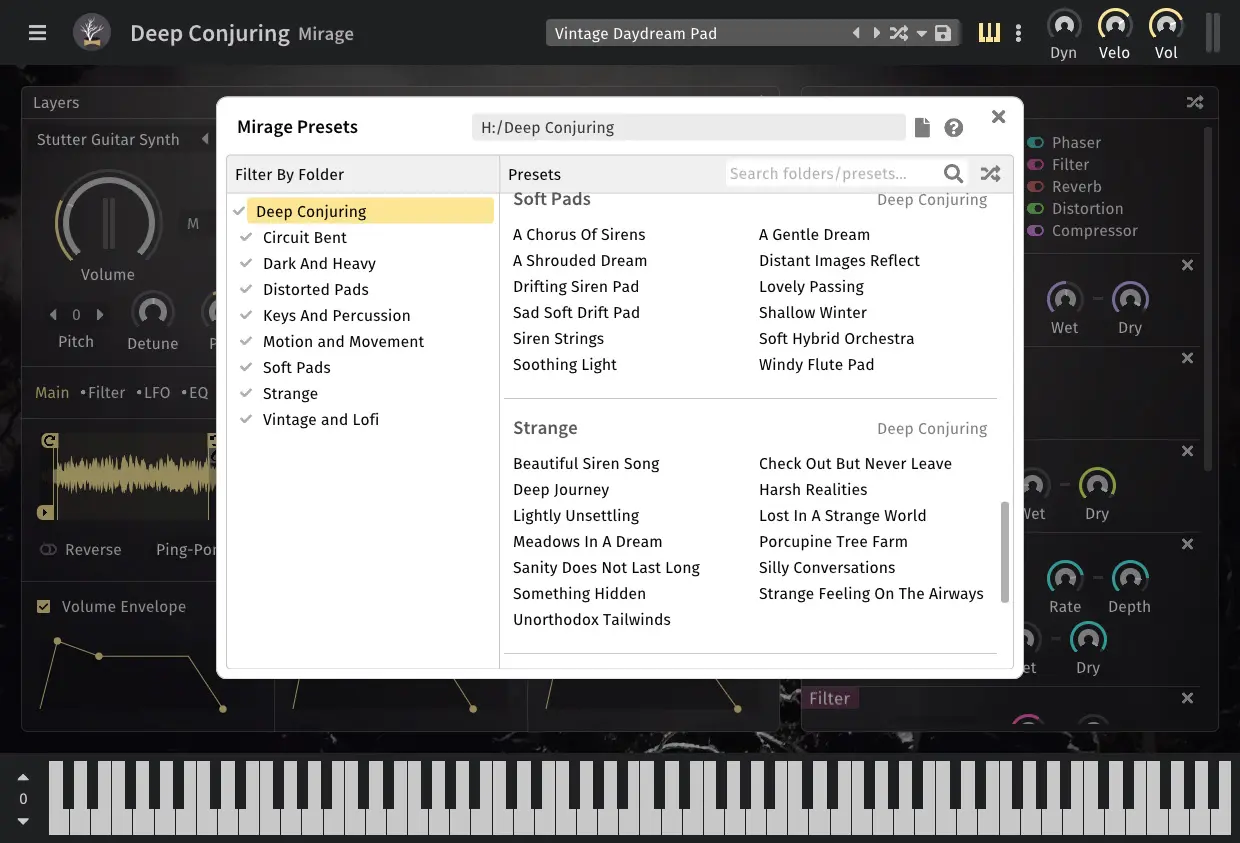 Deep Conjuring Mirage
Vintage Daydream Pad
Dyn Velo Vol
Layers
Stutter Guitar Synth
M
Volume
0
Pitch Detune
Main •Filter •LFO •EQ
Reverse
Volume Envelope
Mirage Presets
H:/Deep Conjuring
Filter By Folder
Deep Conjuring
Circuit Bent
Dark And Heavy
Distorted Pads
Keys And Percussion
Motion and Movement
Soft Pads
Strange
Vintage and Lofi
Presets
Search folders/presets...
Soft Pads Deep Conjuring
A Chorus Of Sirens A Gentle Dream
A Shrouded Dream Distant Images Reflect
Drifting Siren Pad Lovely Passing
Sad Soft Drift Pad Shallow Winter
Siren Strings Soft Hybrid Orchestra
Soothing Light Windy Flute Pad
Strange Deep Conjuring
Beautiful Siren Song Check Out But Never Leave
Deep Journey Harsh Realities
Lightly Unsettling Lost In A Strange World
Meadows In A Dream Porcupine Tree Farm
Sanity Does Not Last Long Silly Conversations
Something Hidden Strange Feeling On The Airways
Unorthodox Tailwinds
Phaser
Filter
Reverb
Distortion
Compressor
Wet Dry
Dry
Rate Depth
Dry
Filter
0